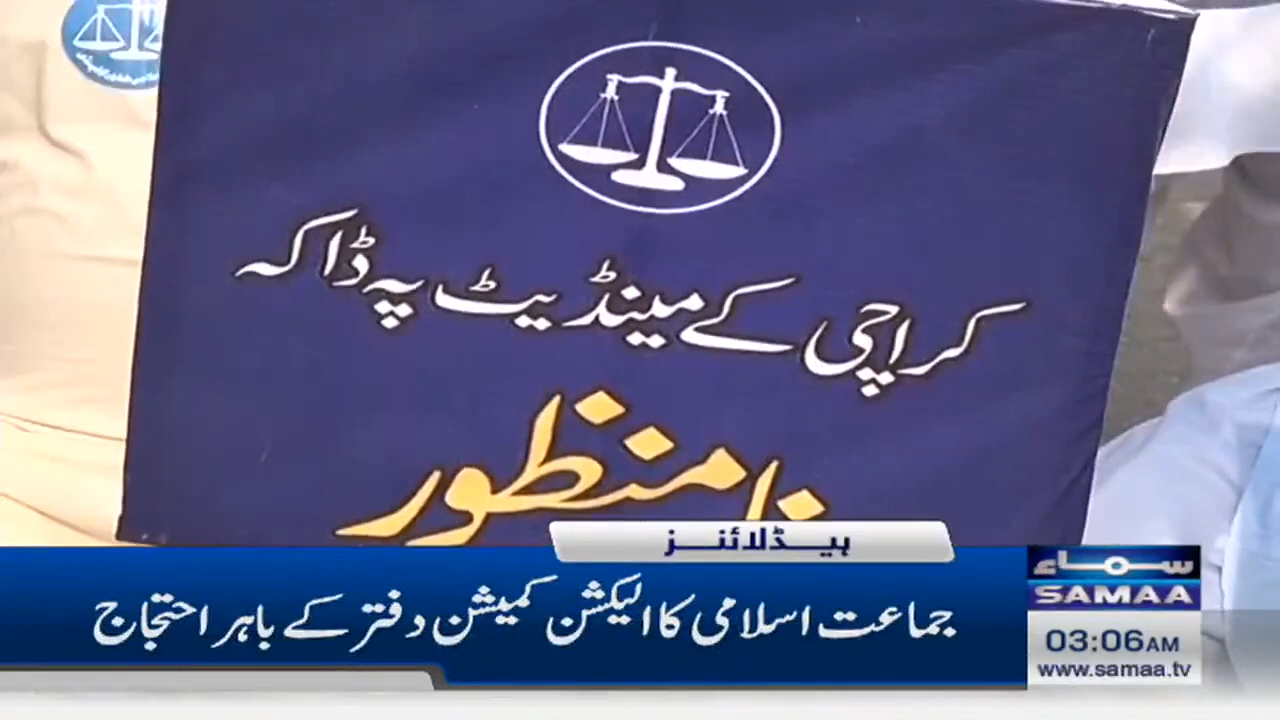 کراچی کے مینڈیٹ پہ ڈاکہ
نامنظور
ہیڈلائنز
جماعت اسلامی کا الیکشن کمیشن دفتر کے باہر احتجاج
سماء
SAMAA
03:06AM
www.samaa.tv